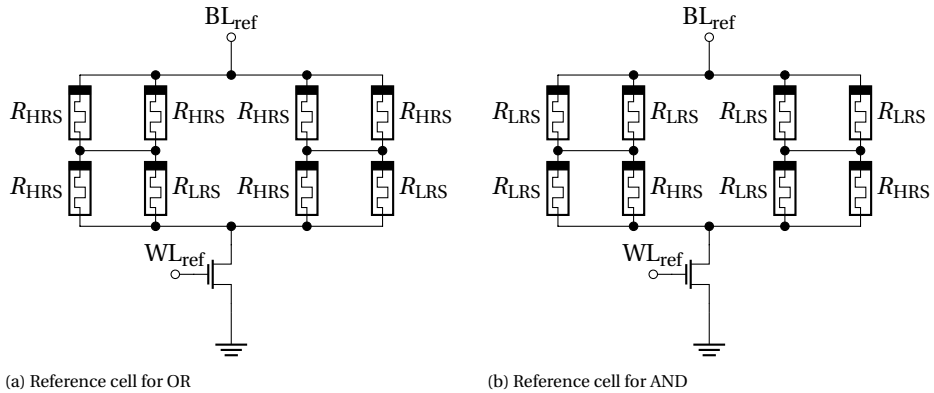 BLref
BLref
RHRS RHRS RHRS RHRS
RLRS RLRS RLRS RLRS
RHRS RLRS RHRS RLRS
RLRS RHRS RLRS RHRS
WLref
WLref
(a) Reference cell for OR
(b) Reference cell for AND